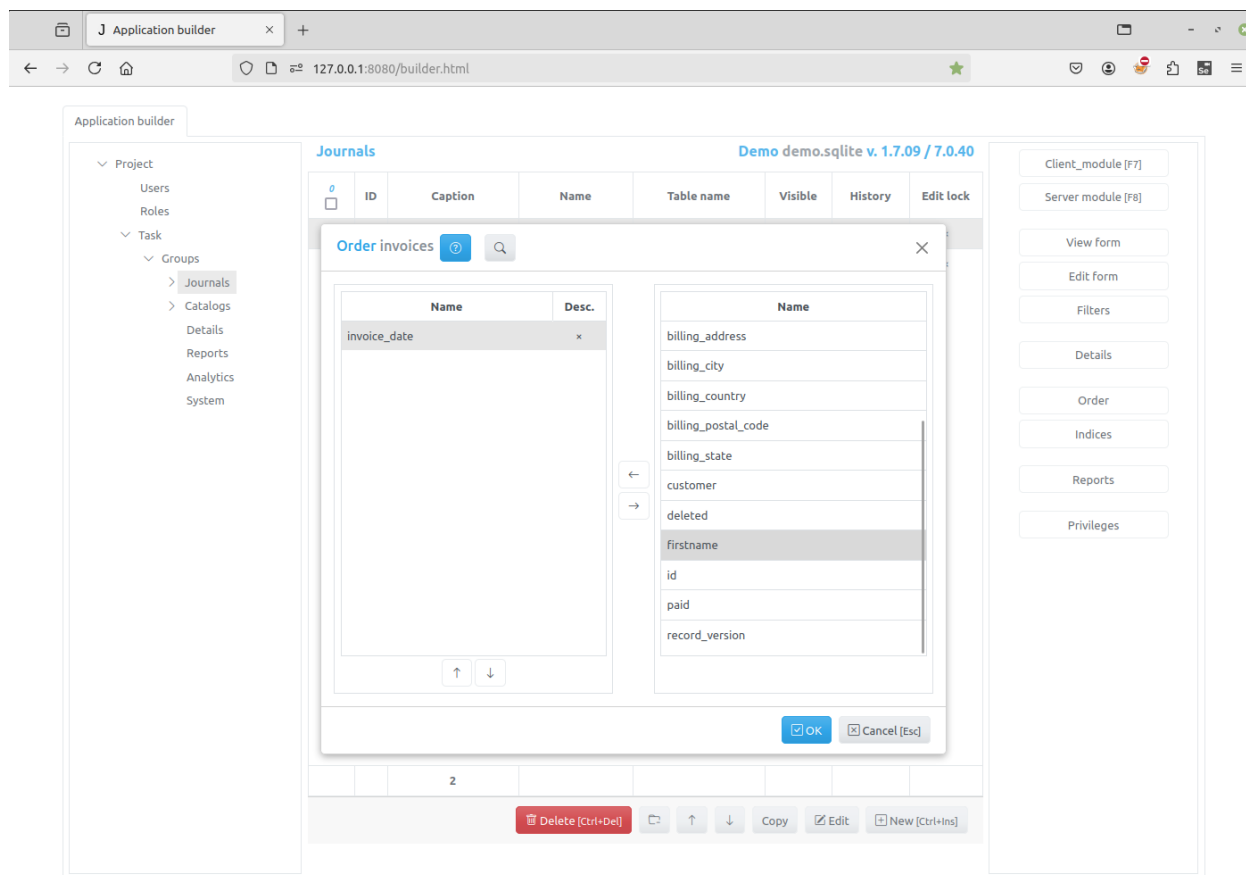 J Application builder
127.0.0.1:8080/builder.html
Application builder
Project
Users
Roles
Task
Groups
Journals
Catalogs
Details
Reports
Analytics
System
Journals
Demo demo.sqlite v. 1.7.09 / 7.0.40
0 ID Caption Name Table name Visible History Edit lock
Order invoices
Name Desc.
invoice_date ×
Name
billing_address
billing_city
billing_country
billing_postal_code
billing_state
customer
deleted
firstname
id
paid
record_version
OK Cancel [Esc]
2
Delete [Ctrl+Del] Copy Edit New [Ctrl+Ins]
Client_module [F7]
Server module [F8]
View form
Edit form
Filters
Details
Order
Indices
Reports
Privileges
Se